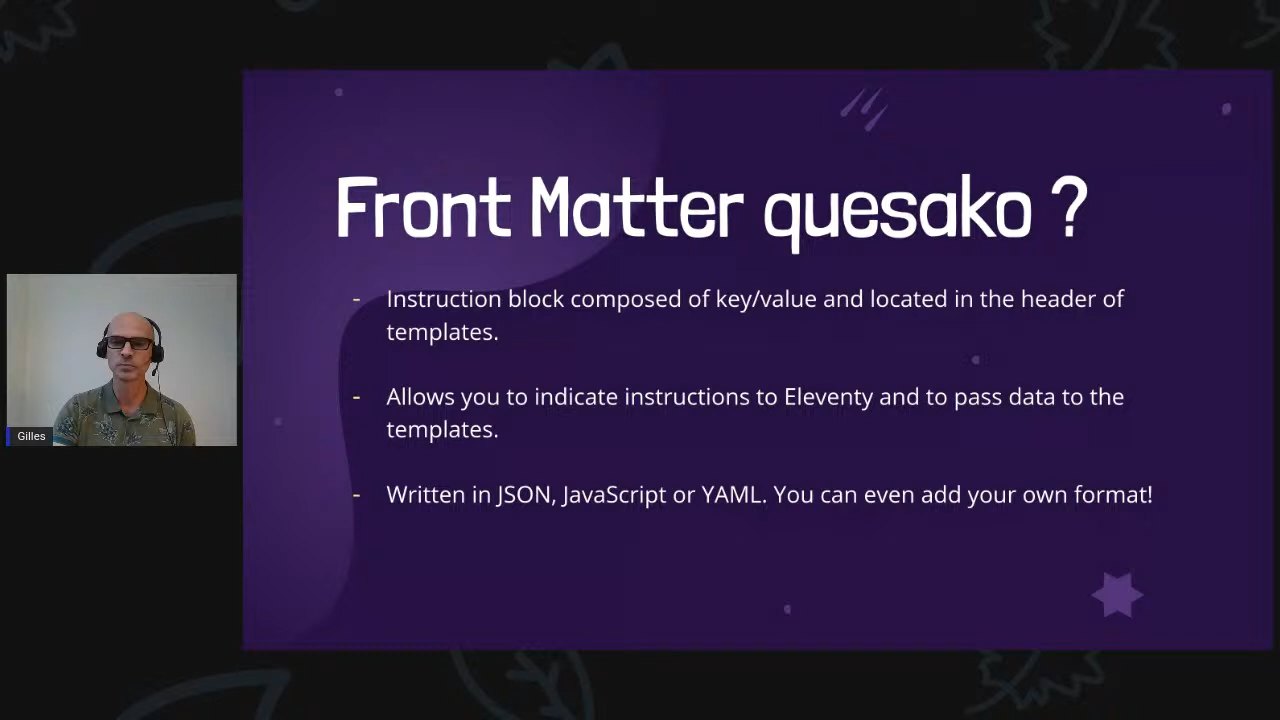 Front Matter quesako ?
- Instruction block composed of key/value and located in the header of
templates.
- Allows you to indicate instructions to Eleventy and to pass data to the
templates.
- Written in JSON, JavaScript or YAML. You can even add your own format!
Gilles